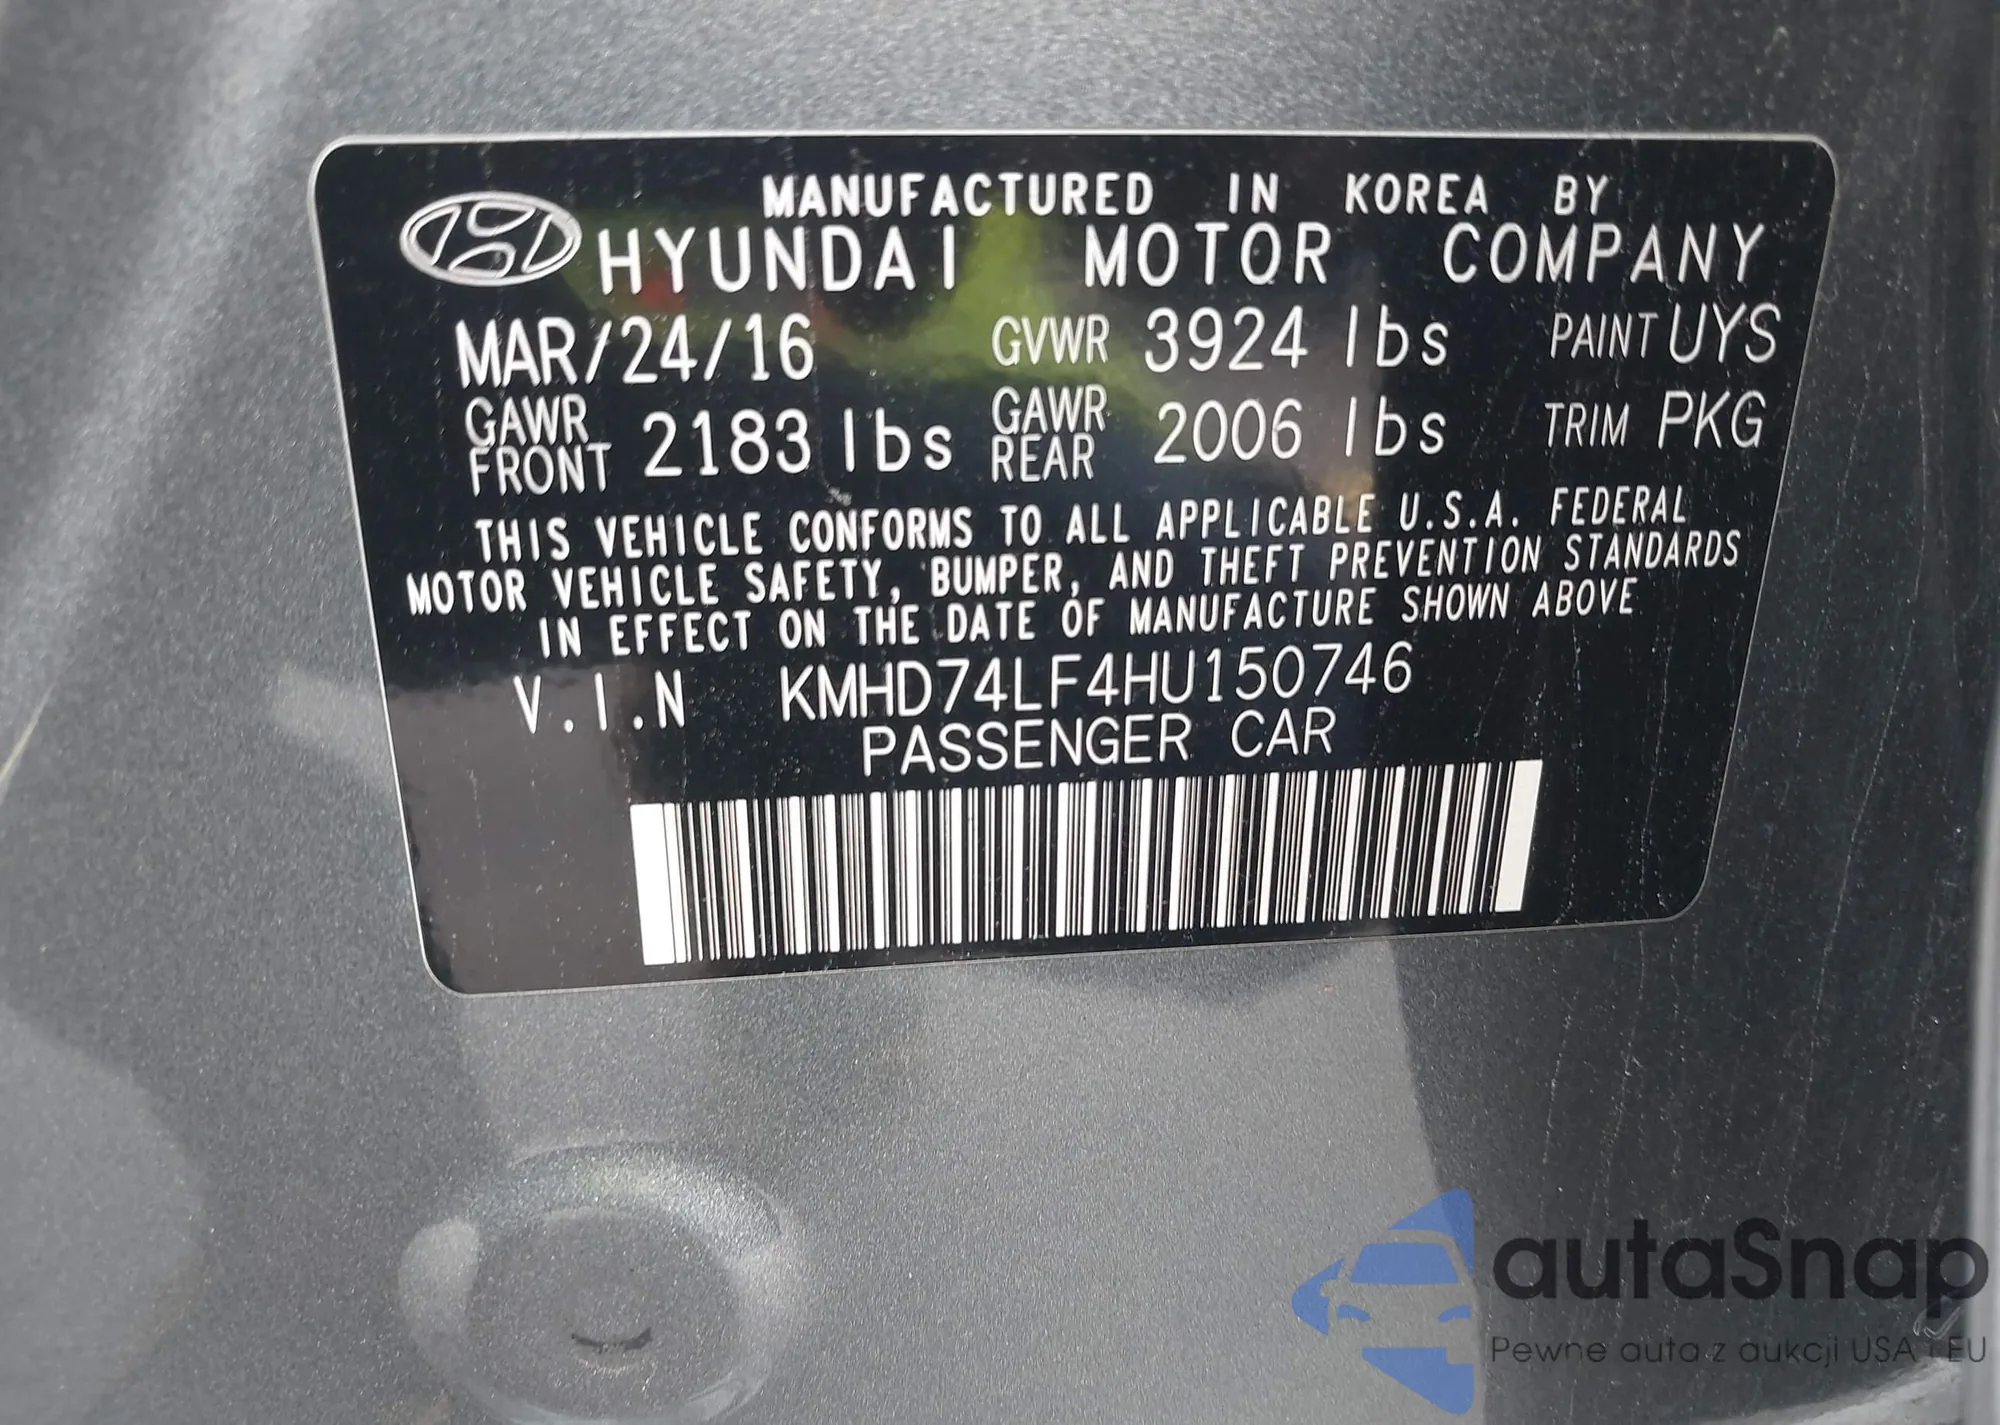 MANUFACTURED IN KOREA BY
HYUNDAI MOTOR COMPANY
MAR/24/16 GVWR 3924 lbs PAINT UYS
GAWR FRONT 2183 lbs GAWR REAR 2006 lbs TRIM PKG
THIS VEHICLE CONFORMS TO ALL APPLICABLE U.S.A. FEDERAL
MOTOR VEHICLE SAFETY, BUMPER, AND THEFT PREVENTION STANDARDS
IN EFFECT ON THE DATE OF MANUFACTURE SHOWN ABOVE
V.I.N KMHD74LF4HU150746
PASSENGER CAR
autaSnap
Pewne auta z aukcji USA i EU